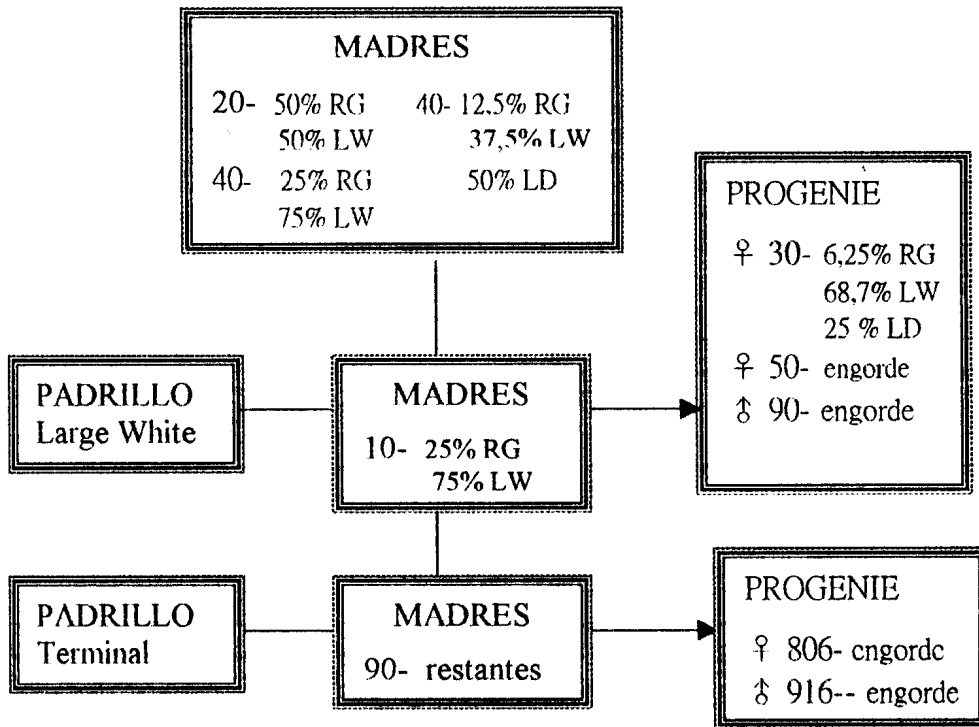 MADRES
20- 50% RG 40- 12.5% RG
50% LW 37,5% LW
40- 25% RG 50% LD
75% LW
PROGENIE
♀ 30- 6,25% RG
68,7% LW
25 % LD
♀ 50- engorde
♂ 90- engorde
PADRILLO
Large White
MADRES
10- 25% RG
75% LW
PADRILLO
Terminal
MADRES
90- restantes
PROGENIE
♀ 806- engorde
♂ 916-- engorde